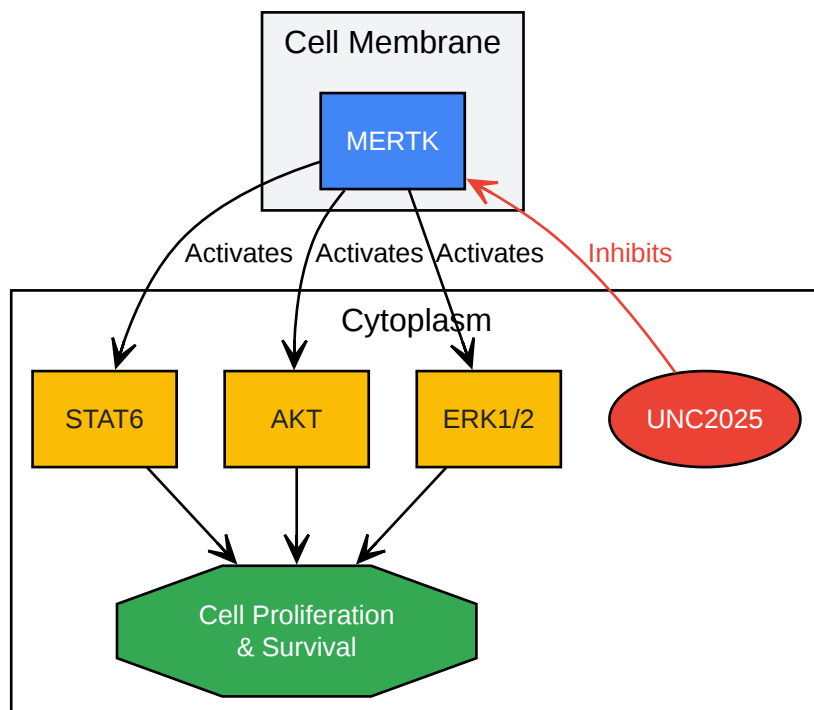 Cell Membrane
MERTK
Activates
Activates
Activates
Inhibits
Cytoplasm
STAT6
AKT
ERK1/2
UNC2025
Cell Proliferation
& Survival